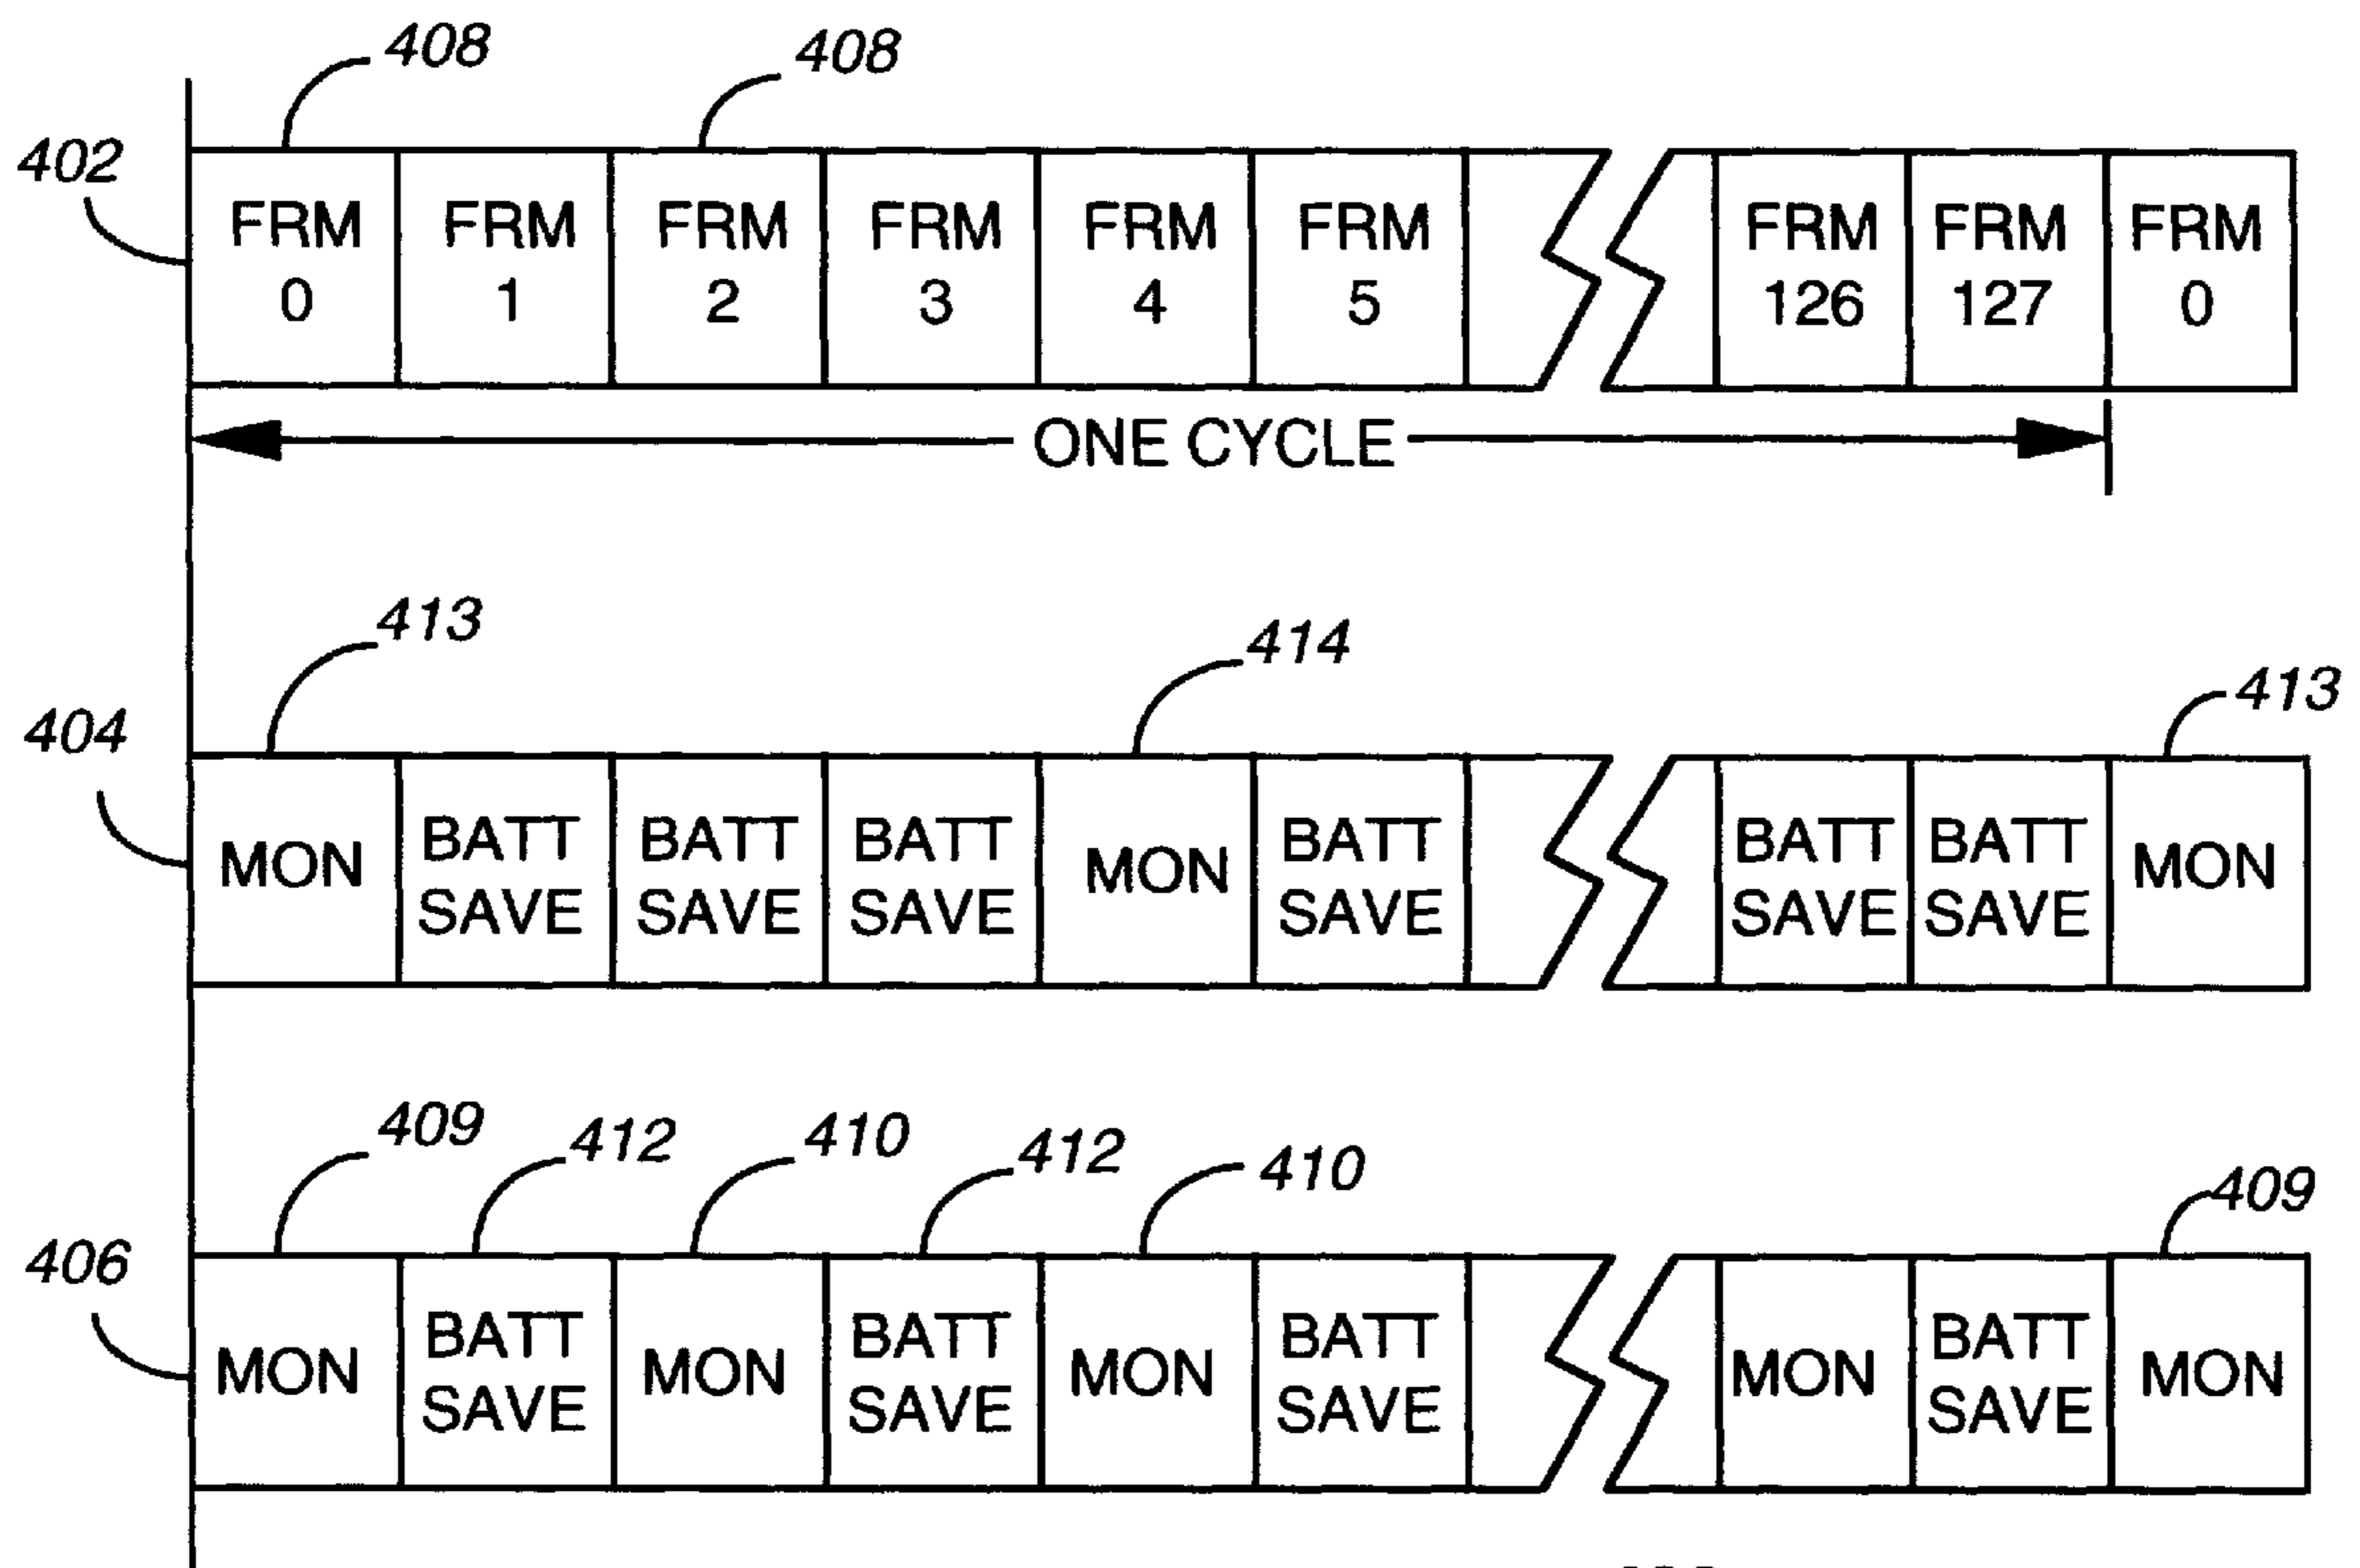 408 408
402
FRM FRM FRM FRM FRM FRM FRM FRM FRM
0 1 2 3 4 5 126 127 0
ONE CYCLE
413 414 413
404
MON BATT SAVE BATT SAVE BATT SAVE MON BATT SAVE BATT SAVE BATT SAVE MON
409 412 410 412 410 409
406
MON BATT SAVE MON BATT SAVE MON BATT SAVE MON BATT SAVE MON